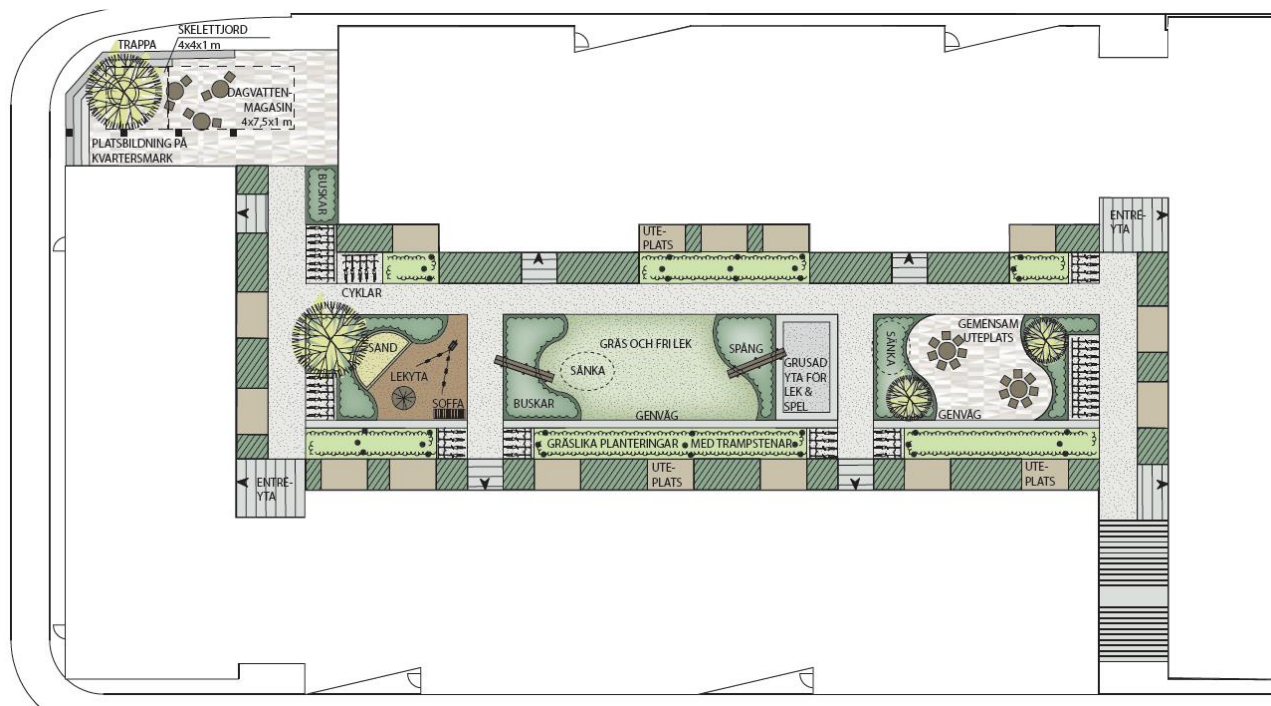 SKELETTJORD
4x4x1 m
TRAPPA
DAGVATTEN-
MAGASIN
4x7,5x1 m
PLATSBILDNING PÅ
KVARTERSMARK
BUSKAR
UTE-
PLATS
ENTRÉ-
YTA
CYKLAR
SAND
LEKYTA
SOFFA
GRÄS OCH FRI LEK
SÄNKA
BUSKAR
GENVÄG
SPÅNG
GRUSAD
YTA FÖR
LEK &
SPEL
SÄNKA
GEMENSAM
UTEPLATS
GENVÄG
GRÄSLIKA PLANTERINGAR MED TRAMPSTENAR
ENTRÉ-
YTA
UTE-
PLATS
UTE-
PLATS